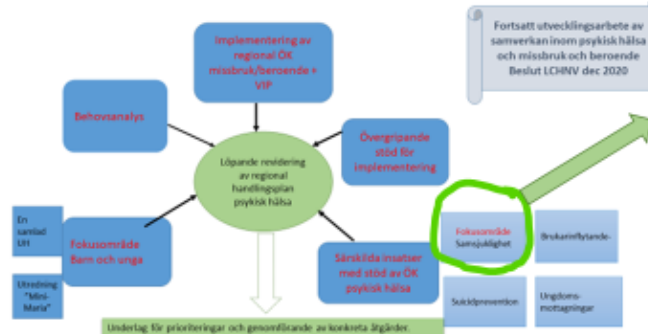 Implementering av
regional ÖK
missbruk/beroende +
VIP
Fortsatt utvecklingsarbete av
samverkan inom psykisk hälsa
och missbruk och beroende
Beslut LCHNV dec 2020
Behovsanalys
Övergripande
stöd för
implementering
Löpande revidering
av regional
handlingsplan
psykisk hälsa
En
samlad
UH
Fokusområde
Barn och unga
Utredning
"Mini-
Maria"
Särskilda insatser
med stöd av ÖK
psykisk hälsa
Fokusområde
Samsjuklighet
Brukarinflytande-
Suicidprevention
Ungdoms-
mottagningar
Underlag för prioriteringar och genomförande av konkreta åtgärder.